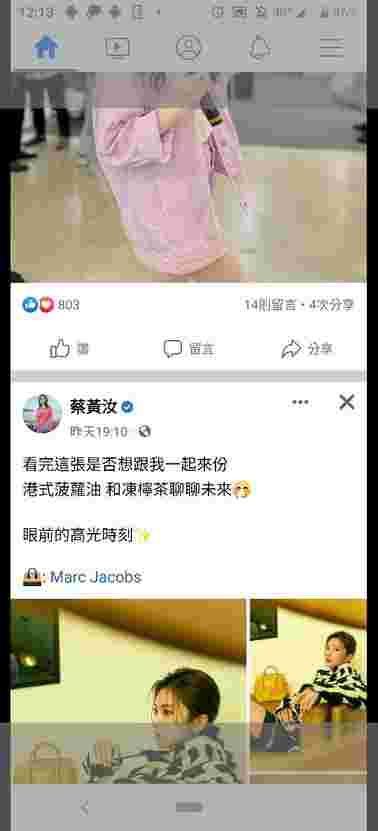 12:13
803
14則留言・4次分享
讚
留言
分享
蔡黃汝
昨天19:10
看完這張是否想跟我一起來份
港式菠蘿油 和凍檸茶聊聊未來🤭
眼前的高光時刻✨
👜: Marc Jacobs